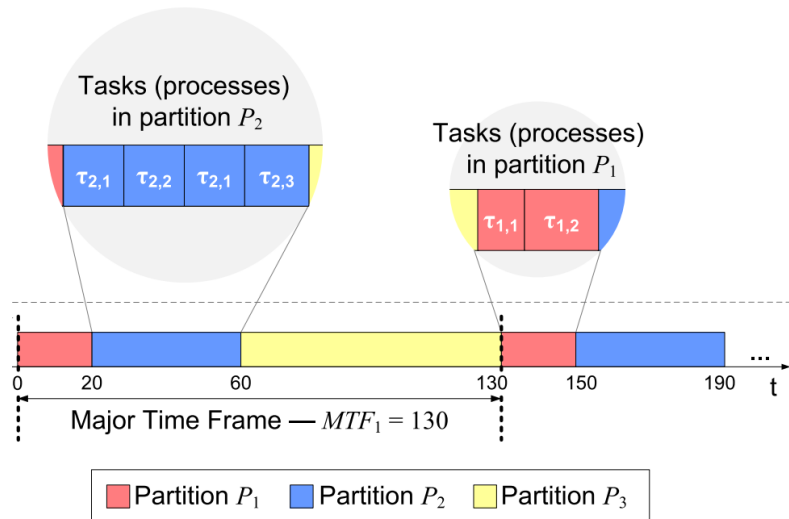 Tasks (processes)
in partition P₂
τ₂,₁ τ₂,₂ τ₂,₁ τ₂,₃
Tasks (processes)
in partition P₁
τ₁,₁ τ₁,₂
0 20 60 130 150 190 t
...
Major Time Frame — MTF₁ = 130
Partition P₁ Partition P₂ Partition P₃